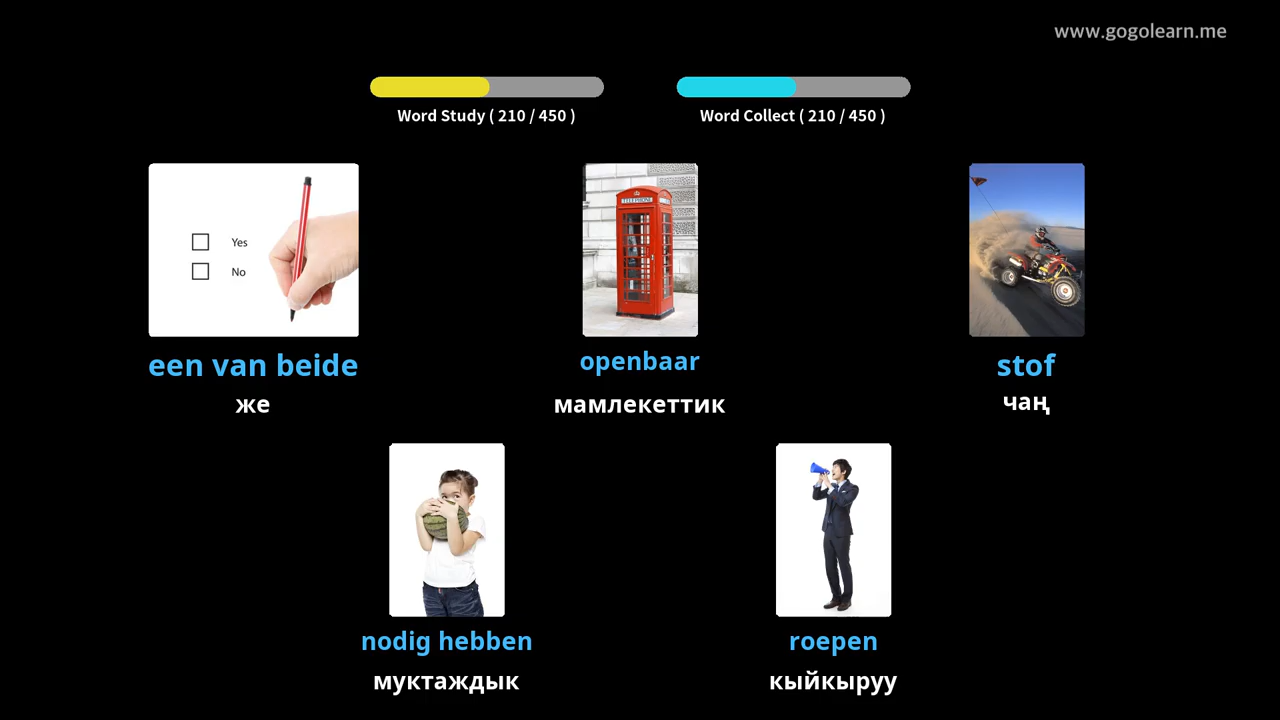 www.gogolearn.me
Word Study ( 210 / 450 )
Word Collect ( 210 / 450 )
Yes
No
TELEPHONE
een van beide
же
openbaar
мамлекеттик
stof
чаң
nodig hebben
муктаждык
roepen
кыйкыруу